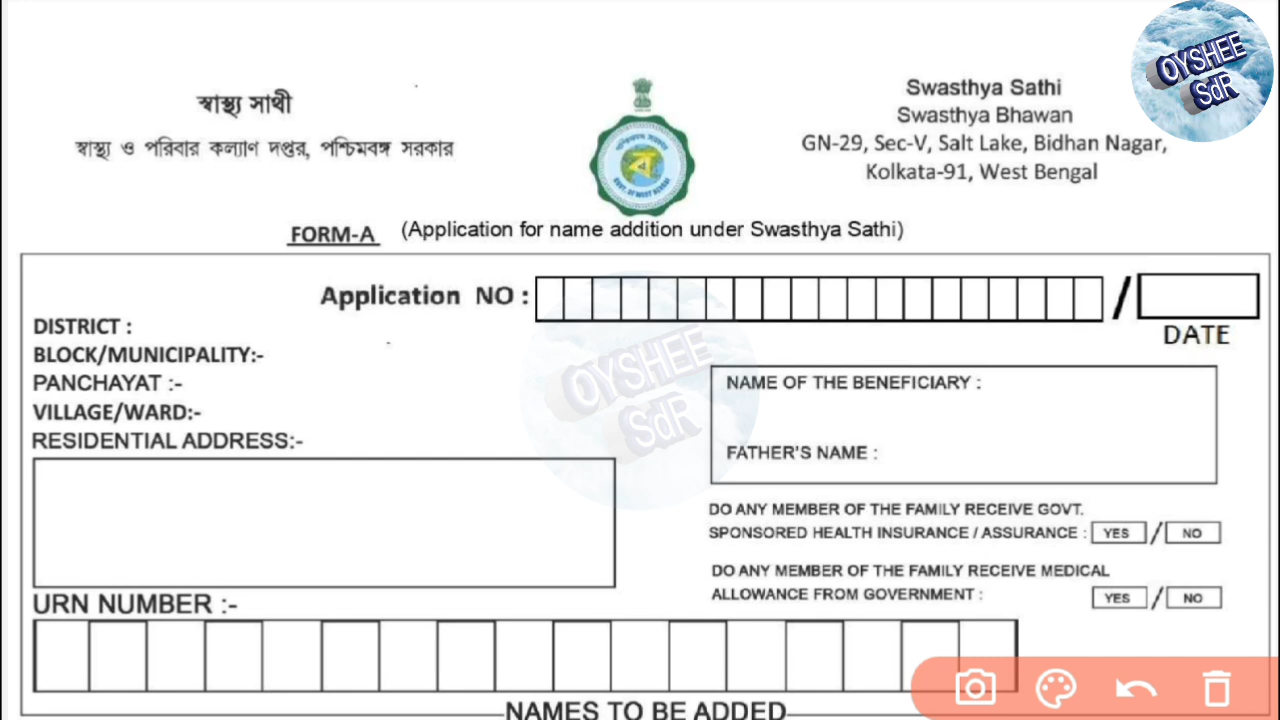 স্বাস্থ্য সাথী
স্বাস্থ্য ও পরিবার কল্যাণ দপ্তর, পশ্চিমবঙ্গ সরকার
Swasthya Sathi
Swasthya Bhawan
GN-29, Sec-V, Salt Lake, Bidhan Nagar,
Kolkata-91, West Bengal
OYSHEE
SdR
FORM-A (Application for name addition under Swasthya Sathi)
Application NO :
/
DATE
DISTRICT :
BLOCK/MUNICIPALITY:-
PANCHAYAT :-
VILLAGE/WARD:-
RESIDENTIAL ADDRESS:-
OYSHEE
SdR
NAME OF THE BENEFICIARY :
FATHER'S NAME :
DO ANY MEMBER OF THE FAMILY RECEIVE GOVT.
SPONSORED HEALTH INSURANCE / ASSURANCE : YES / NO
DO ANY MEMBER OF THE FAMILY RECEIVE MEDICAL
ALLOWANCE FROM GOVERNMENT : YES / NO
URN NUMBER :-
NAMES TO BE ADDED